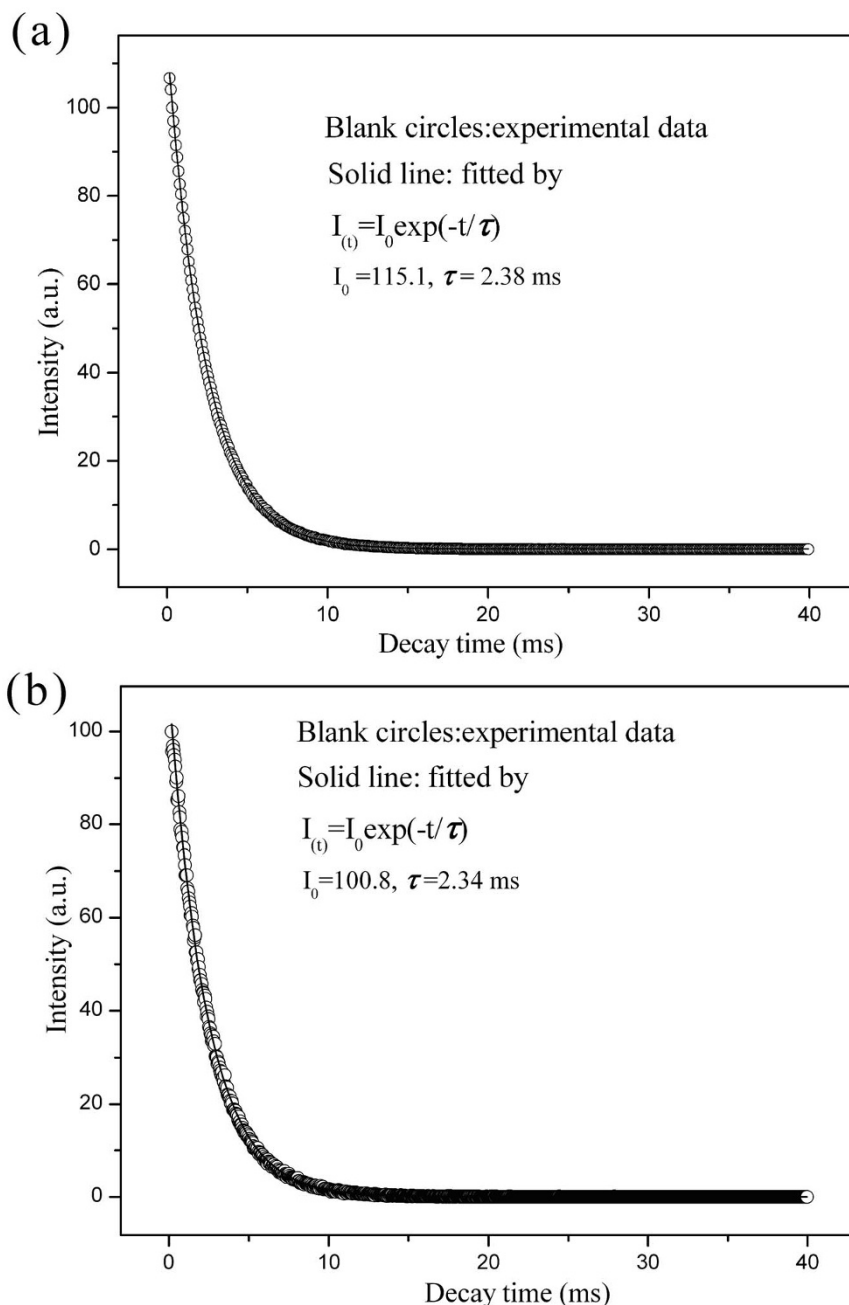 (a)
Intensity (a.u.)
100
80
60
40
20
0
Blank circles:experimental data
Solid line: fitted by
I(t)=I0exp(-t/τ)
I0 =115.1, τ= 2.38 ms
0 10 20 30 40
Decay time (ms)
(b)
Intensity (a.u.)
100
80
60
40
20
0
Blank circles:experimental data
Solid line: fitted by
I(t)=I0exp(-t/τ)
I0=100.8, τ=2.34 ms
0 10 20 30 40
Decay time (ms)